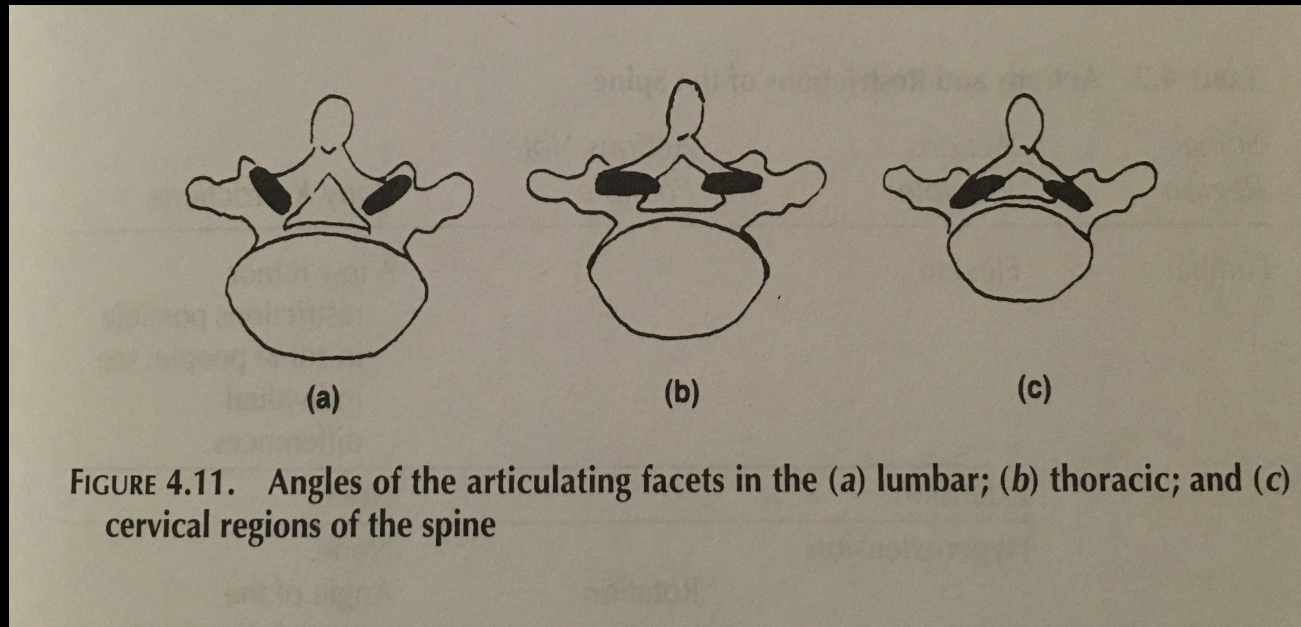 (a)
(b)
(c)
FIGURE 4.11. Angles of the articulating facets in the (a) lumbar; (b) thoracic; and (c)
cervical regions of the spine